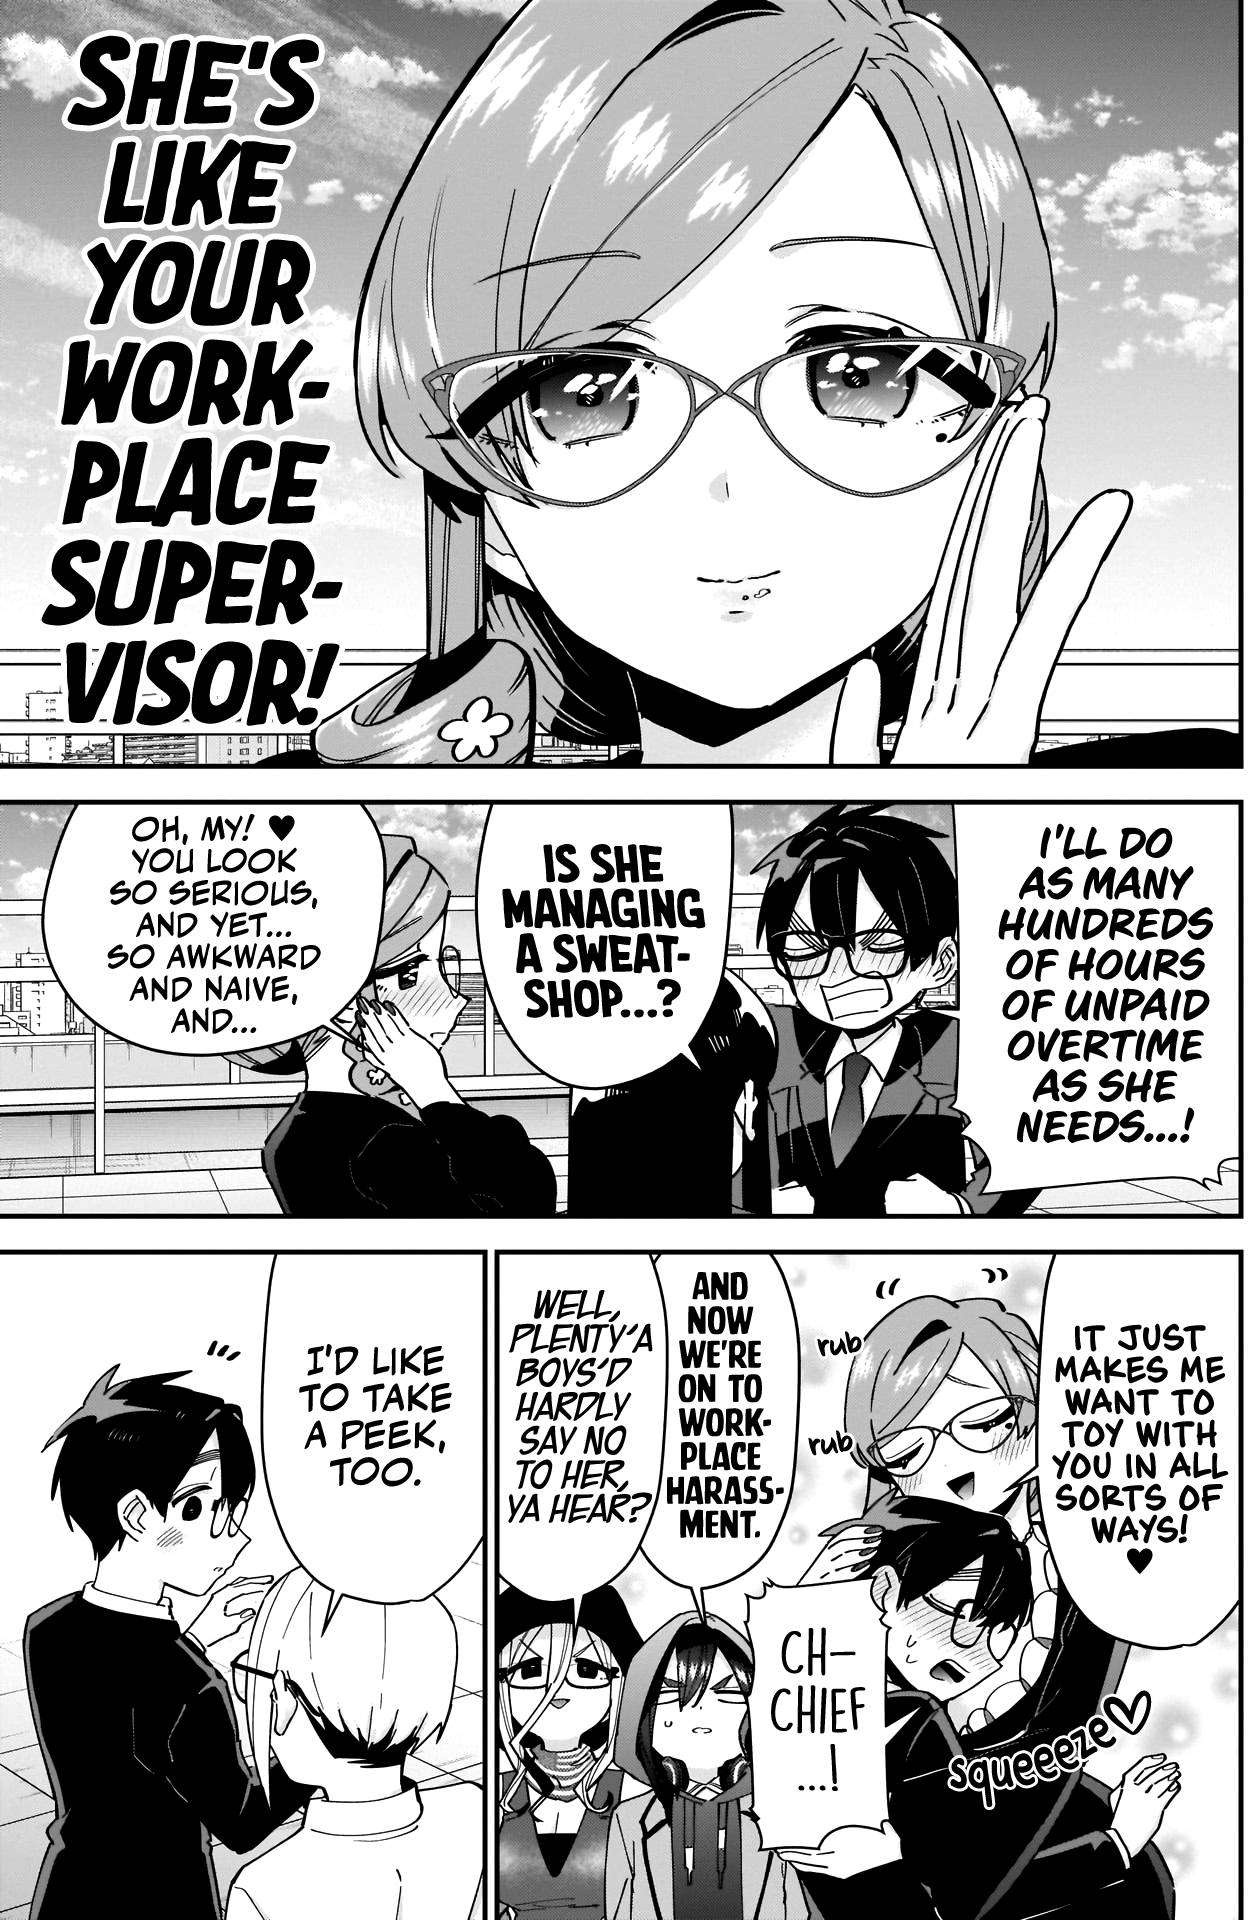 SHE'S
LIKE
YOUR
WORK-
PLACE
SUPER-
VISOR!
I'LL DO
AS MANY
HUNDREDS
OF HOURS
OF UNPAID
OVERTIME
AS SHE
NEEDS...!
IS SHE
MANAGING
A SWEAT-
SHOP...?
OH, MY! ♥
YOU LOOK
SO SERIOUS,
AND YET...
SO AWKWARD
AND NAIVE,
AND...
IT JUST
MAKES ME
WANT TO
TOY WITH
YOU IN ALL
SORTS OF
WAYS!
♥
rub
rub
CH-
CHIEF
...!
squeeeze♡
AND
NOW
WE'RE
ON TO
WORK-
PLACE
HARASS-
MENT.
WELL,
PLENTY'A
BOYS'D
HARDLY
SAY NO
TO HER,
YA HEAR?
I'D LIKE
TO TAKE
A PEEK,
TOO.